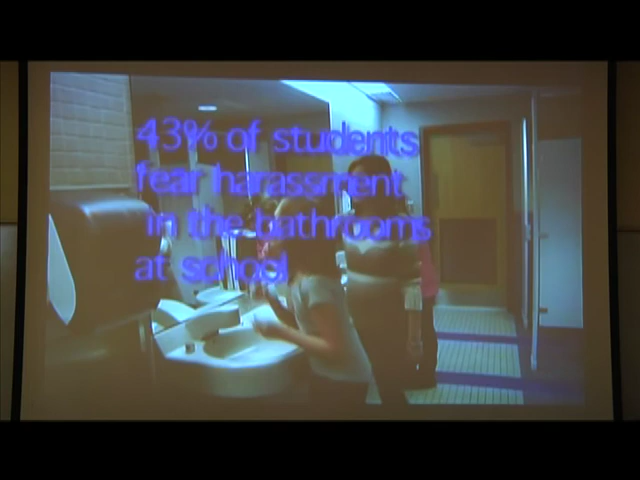 43% of students
fear harassment
in the bathrooms
at school